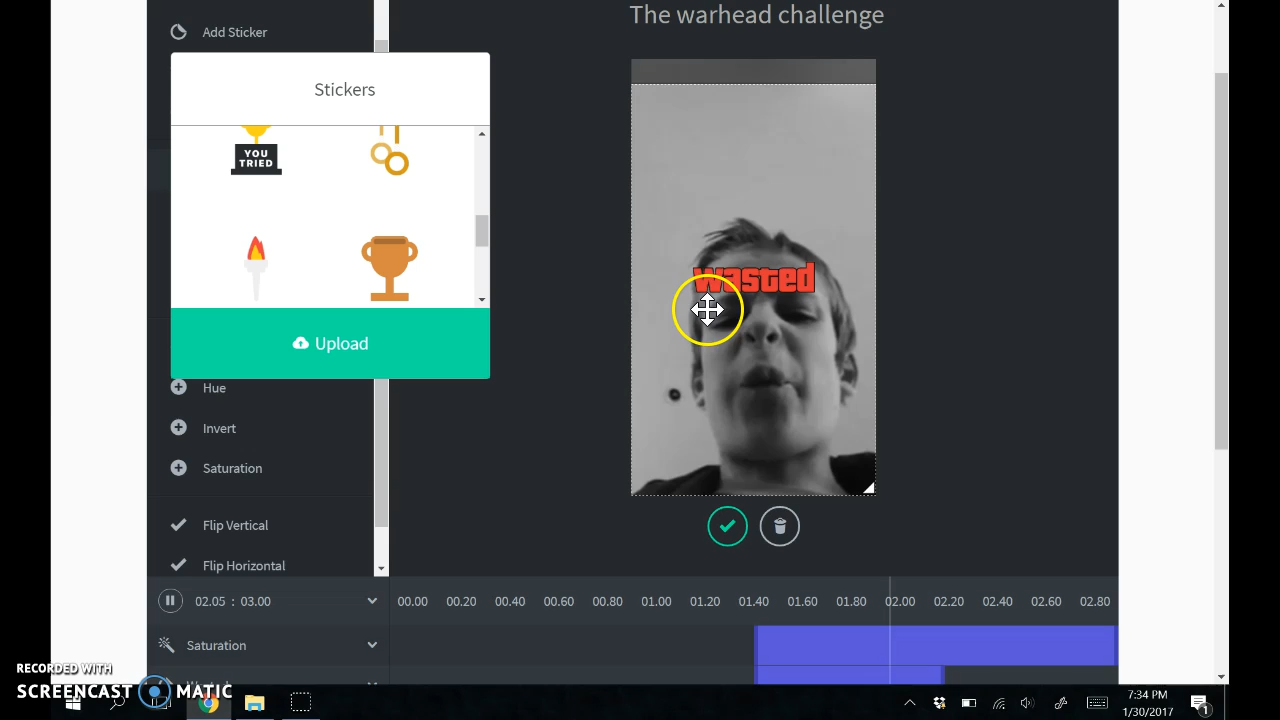 The warhead challenge
Add Sticker
Stickers
YOU
TRIED
wasted
Upload
Hue
Invert
Saturation
Flip Vertical
Flip Horizontal
02.05 : 03.00
00.00 00.20 00.40 00.60 00.80 01.00 01.20 01.40 01.60 01.80 02.00 02.20 02.40 02.60 02.80
Saturation
RECORDED WITH
SCREENCAST MATIC
7:34 PM
1/30/2017
1